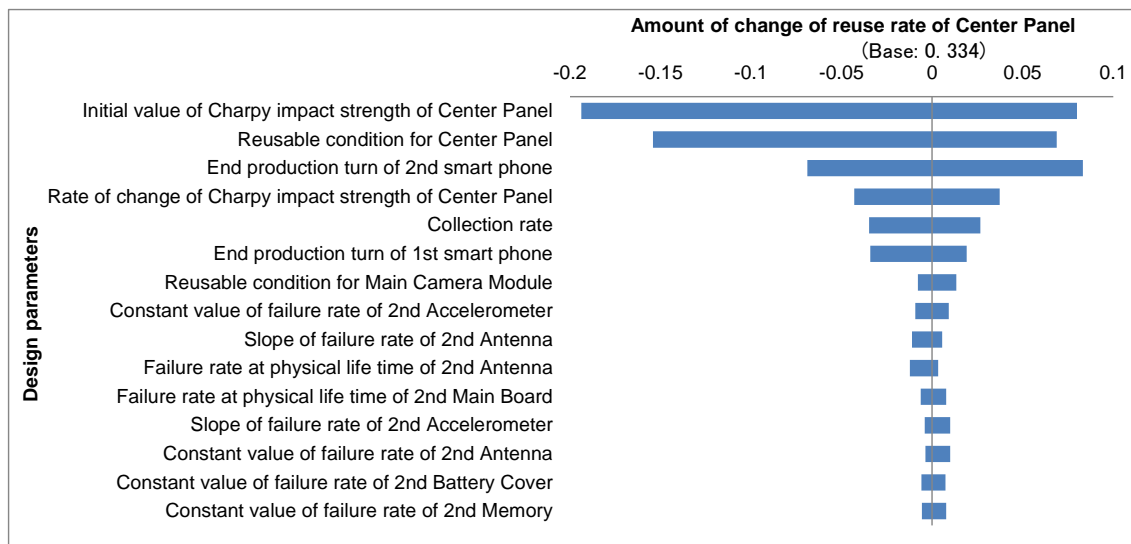 Amount of change of reuse rate of Center Panel
(Base: 0. 334)
-0.2 -0.15 -0.1 -0.05 0 0.05 0.1
Design parameters
Initial value of Charpy impact strength of Center Panel
Reusable condition for Center Panel
End production turn of 2nd smart phone
Rate of change of Charpy impact strength of Center Panel
Collection rate
End production turn of 1st smart phone
Reusable condition for Main Camera Module
Constant value of failure rate of 2nd Accelerometer
Slope of failure rate of 2nd Antenna
Failure rate at physical life time of 2nd Antenna
Failure rate at physical life time of 2nd Main Board
Slope of failure rate of 2nd Accelerometer
Constant value of failure rate of 2nd Antenna
Constant value of failure rate of 2nd Battery Cover
Constant value of failure rate of 2nd Memory